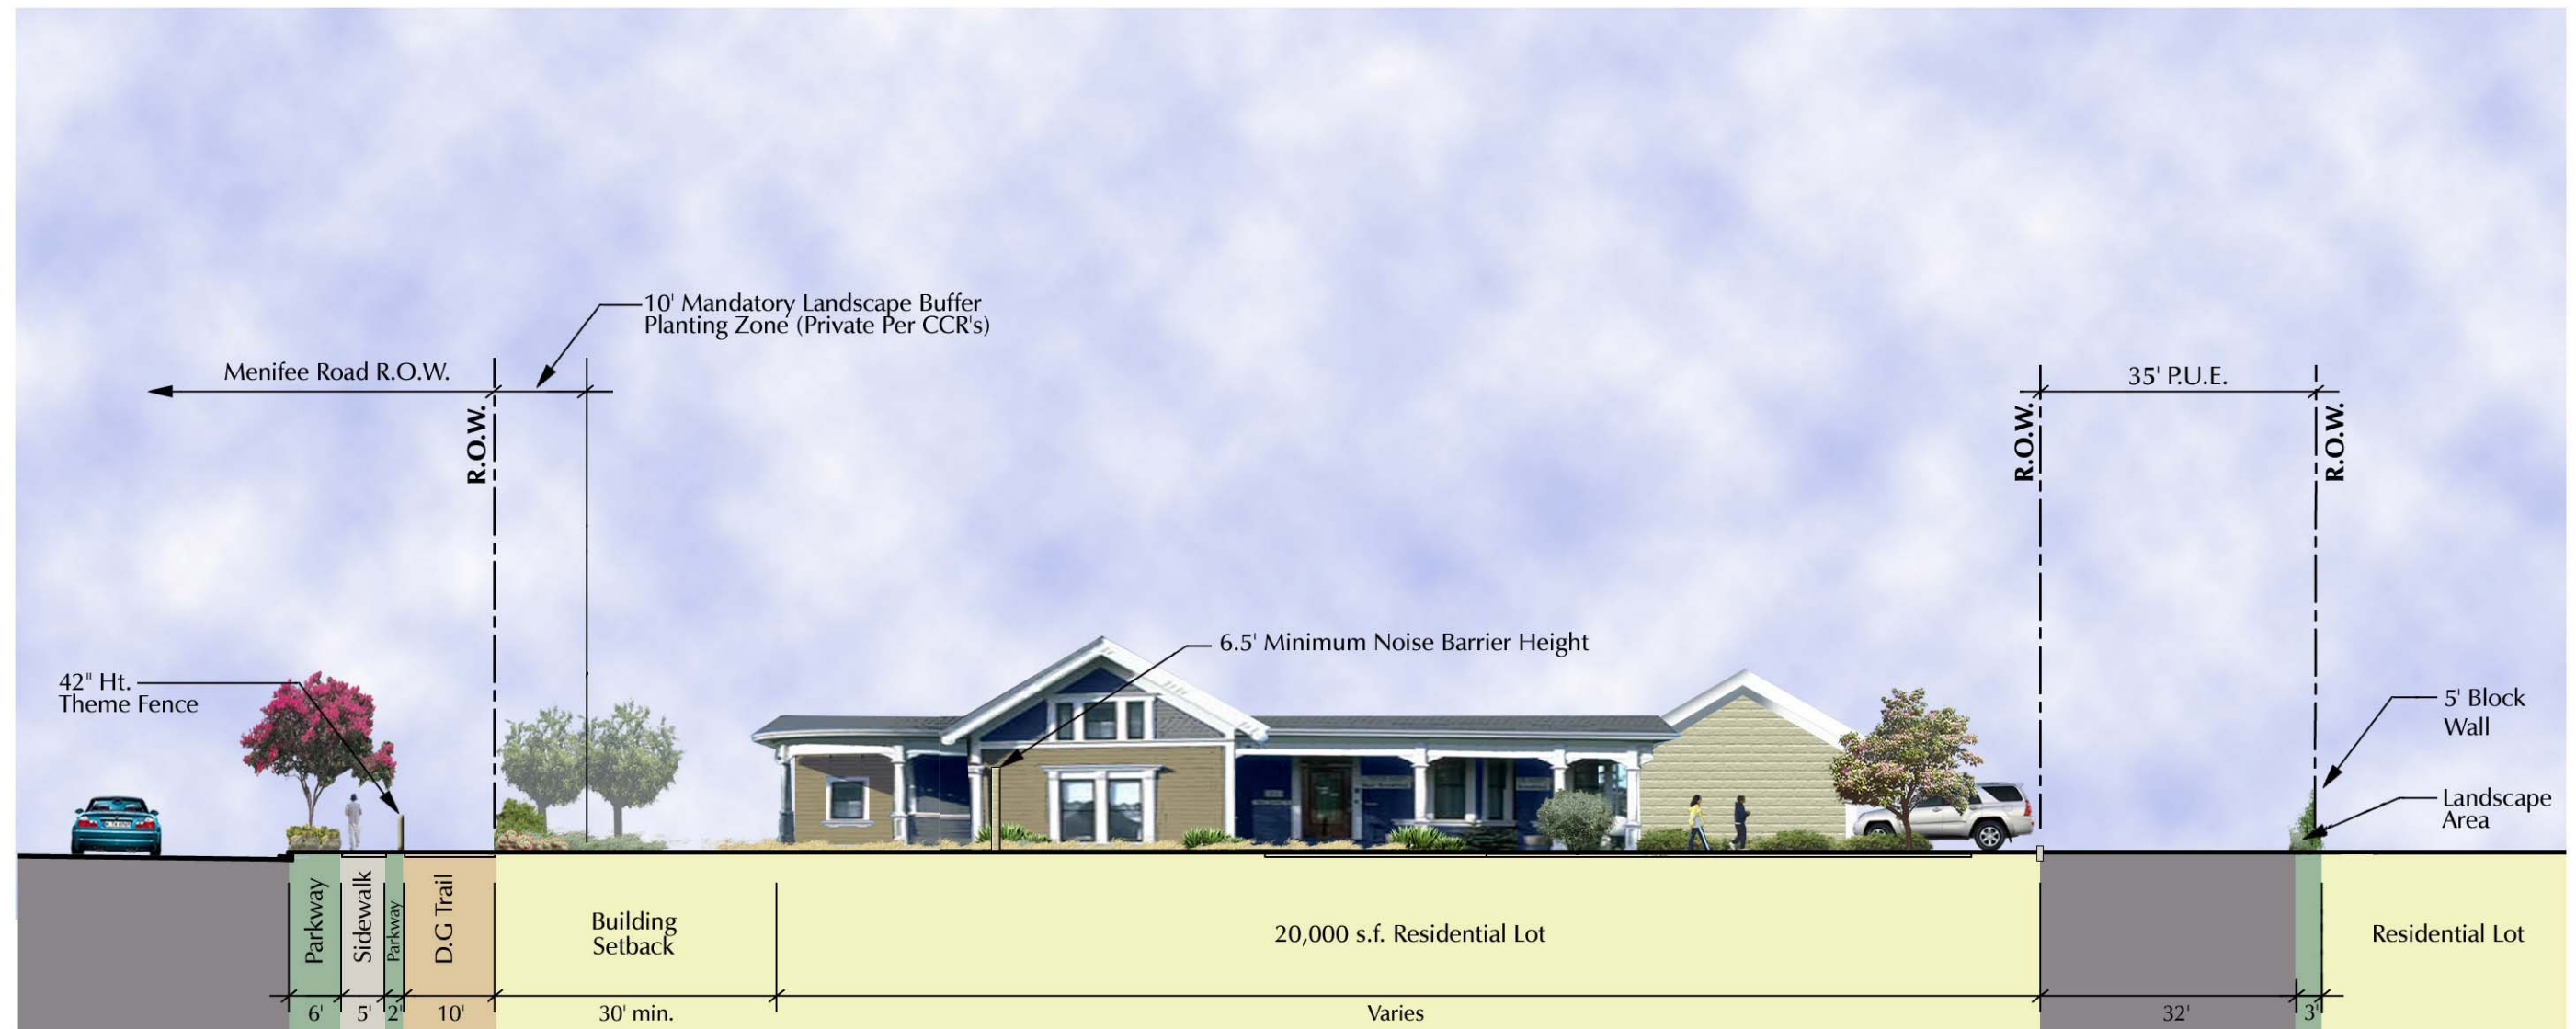 10' Mandatory Landscape Buffer
Planting Zone (Private Per CCR's)
Menifee Road R.O.W.
35' P.U.E.
R.O.W.
R.O.W.
R.O.W.
6.5' Minimum Noise Barrier Height
42" Ht.
Theme Fence
5' Block
Wall
Landscape
Area
Parkway
Sidewalk
Parkway
D.G Trail
Building
Setback
20,000 s.f. Residential Lot
Residential Lot
6'
5'
2'
10'
30' min.
Varies
32'
3'